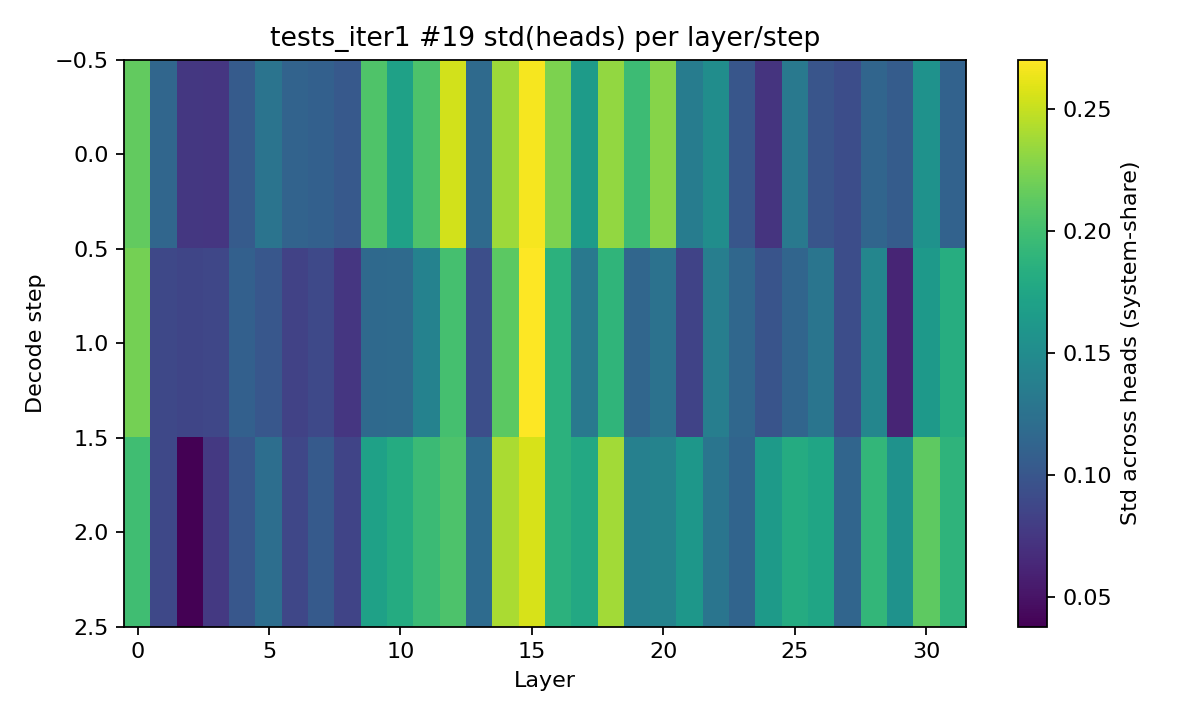 tests_iter1 #19 std(heads) per layer/step
−0.5
0.0
0.5
1.0
1.5
2.0
2.5
Decode step
0 5 10 15 20 25 30
Layer
0.25
0.20
0.15
0.10
0.05
Std across heads (system-share)